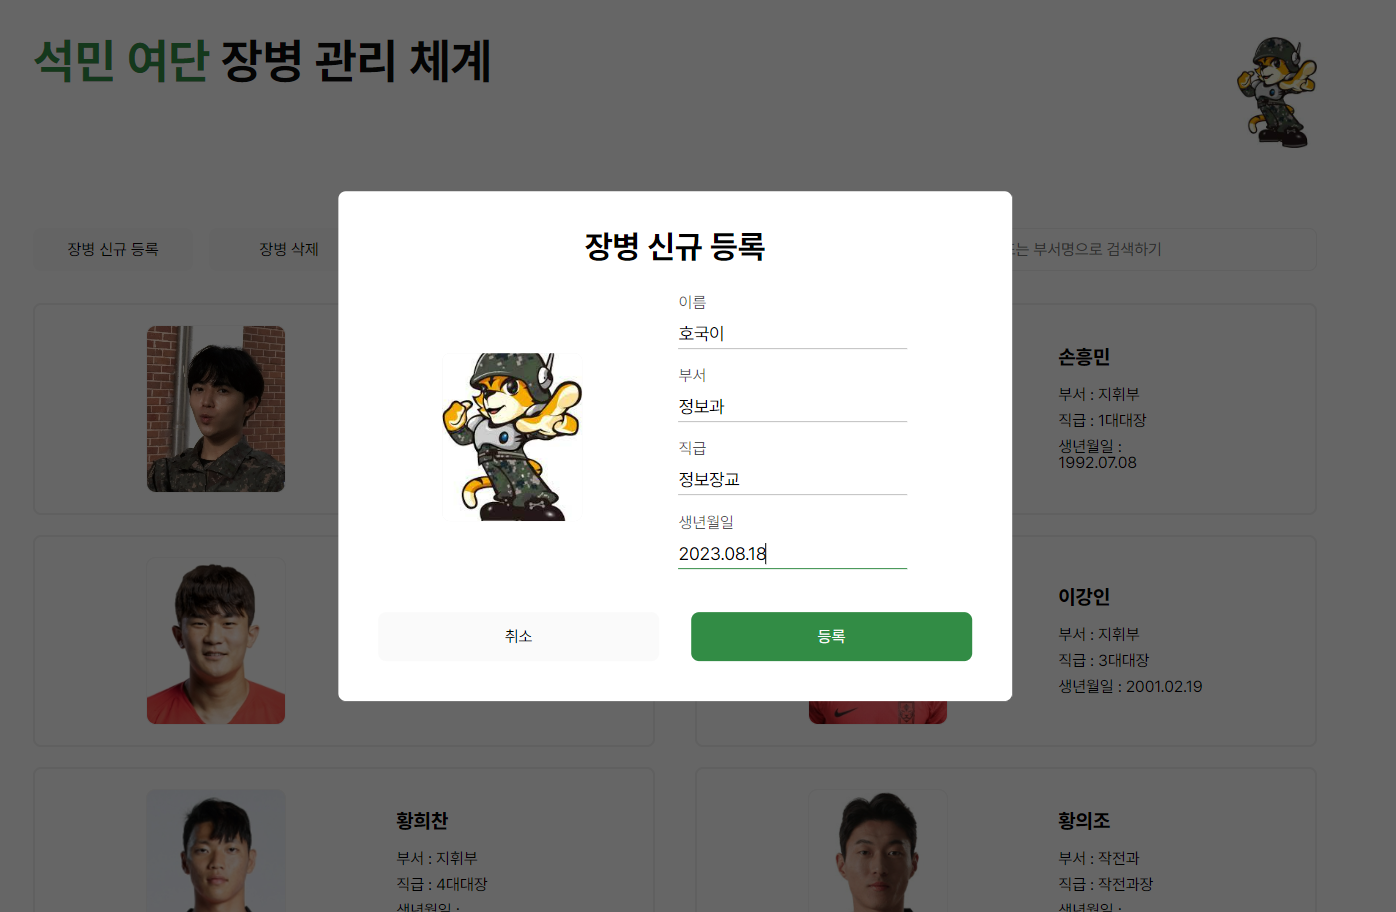 석민 여단 장병 관리 체계
장병 신규 등록
장병 삭제
는 부서명으로 검색하기
장병 신규 등록
이름
호국이
부서
정보과
직급
정보장교
생년월일
2023.08.18
취소
등록
손흥민
부서 : 지휘부
직급 : 1대대장
생년월일 :
1992.07.08
이강인
부서 : 지휘부
직급 : 3대대장
생년월일 : 2001.02.19
황희찬
부서 : 지휘부
직급 : 4대대장
생년월일 :
황의조
부서 : 작전과
직급 : 작전과장
생년월일 :